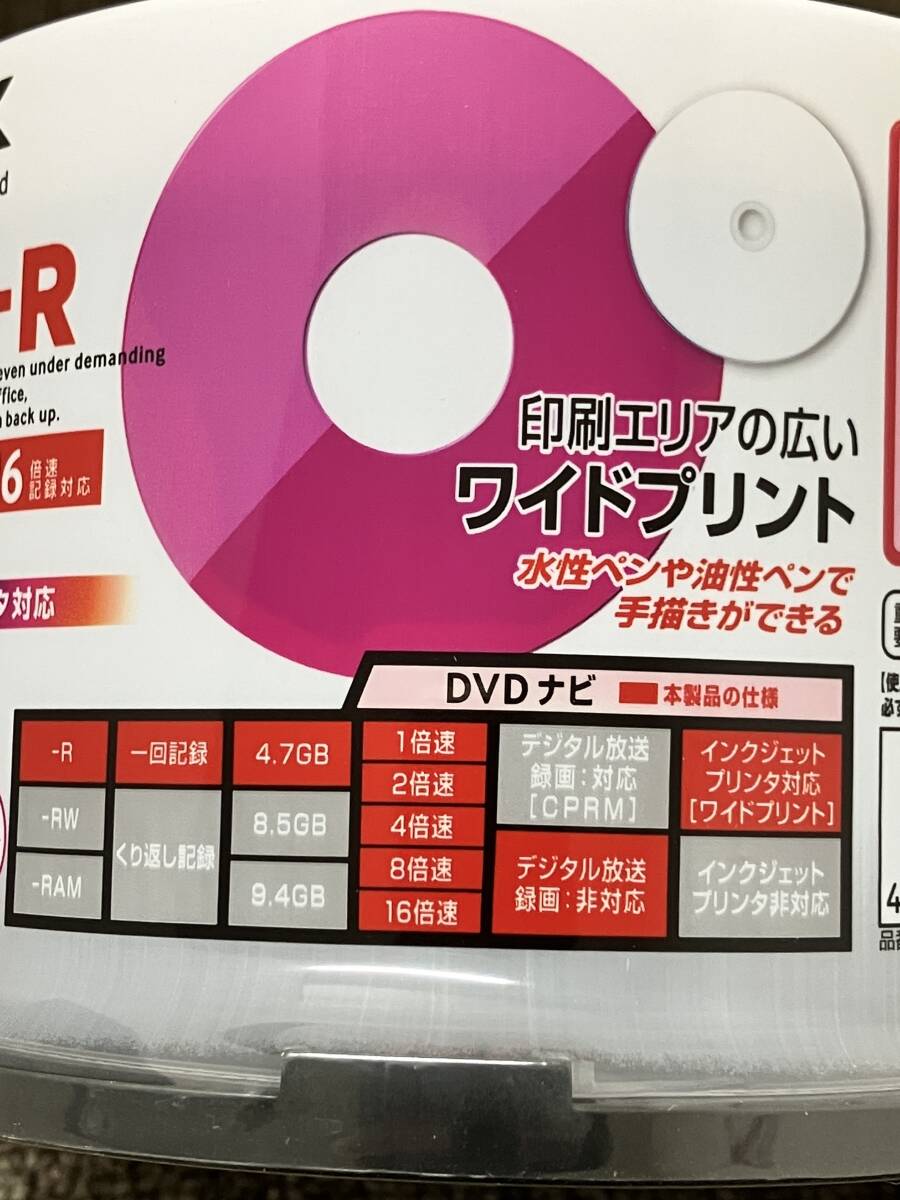 -R
even under demanding
back up.
倍速
記録対応
対応
印刷エリアの広い
ワイドプリント
水性ペンや油性ペンで
手描きができる
DVDナビ 本製品の仕様
-R 一回記録 4.7GB 1倍速 デジタル放送録画:対応[CPRM] インクジェットプリンタ対応[ワイドプリント]
2倍速
-RW くり返し記録 8.5GB 4倍速
-RAM 9.4GB 8倍速 デジタル放送録画:非対応 インクジェットプリンタ非対応
16倍速